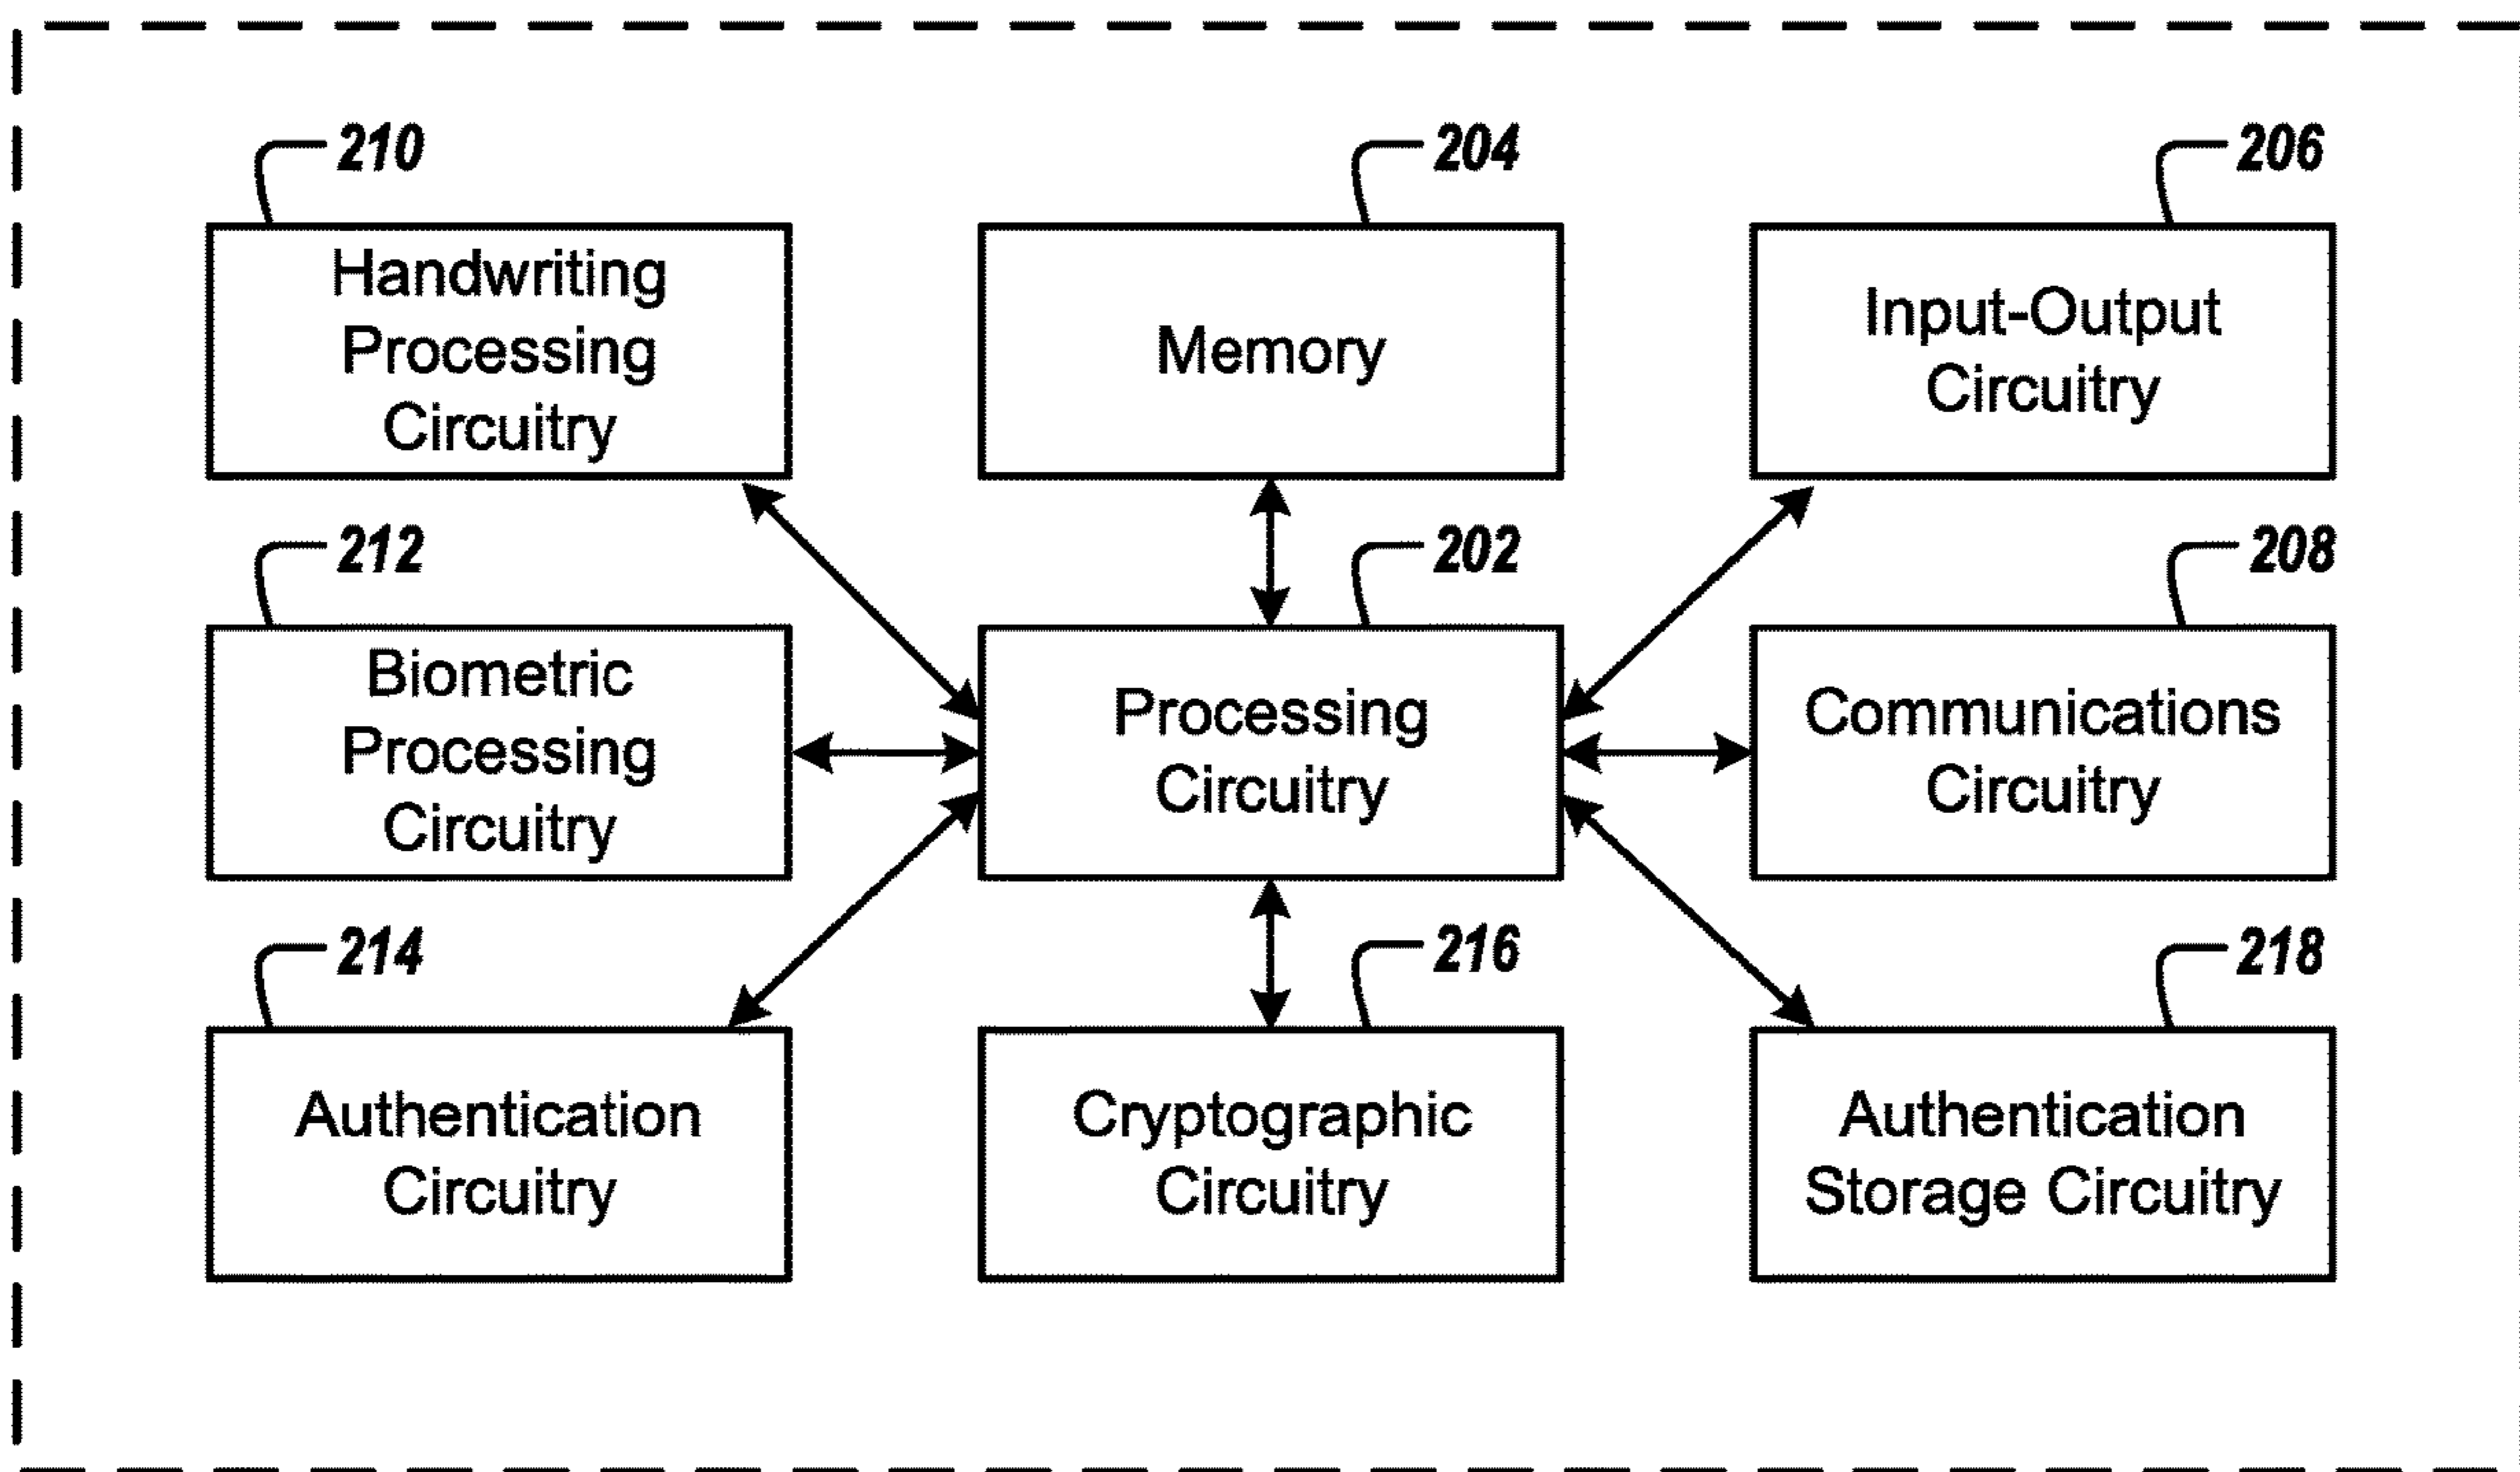 210
204
206
Handwriting
Processing
Circuitry
Memory
Input-Output
Circuitry
212
202
208
Biometric
Processing
Circuitry
Processing
Circuitry
Communications
Circuitry
214
216
218
Authentication
Circuitry
Cryptographic
Circuitry
Authentication
Storage Circuitry